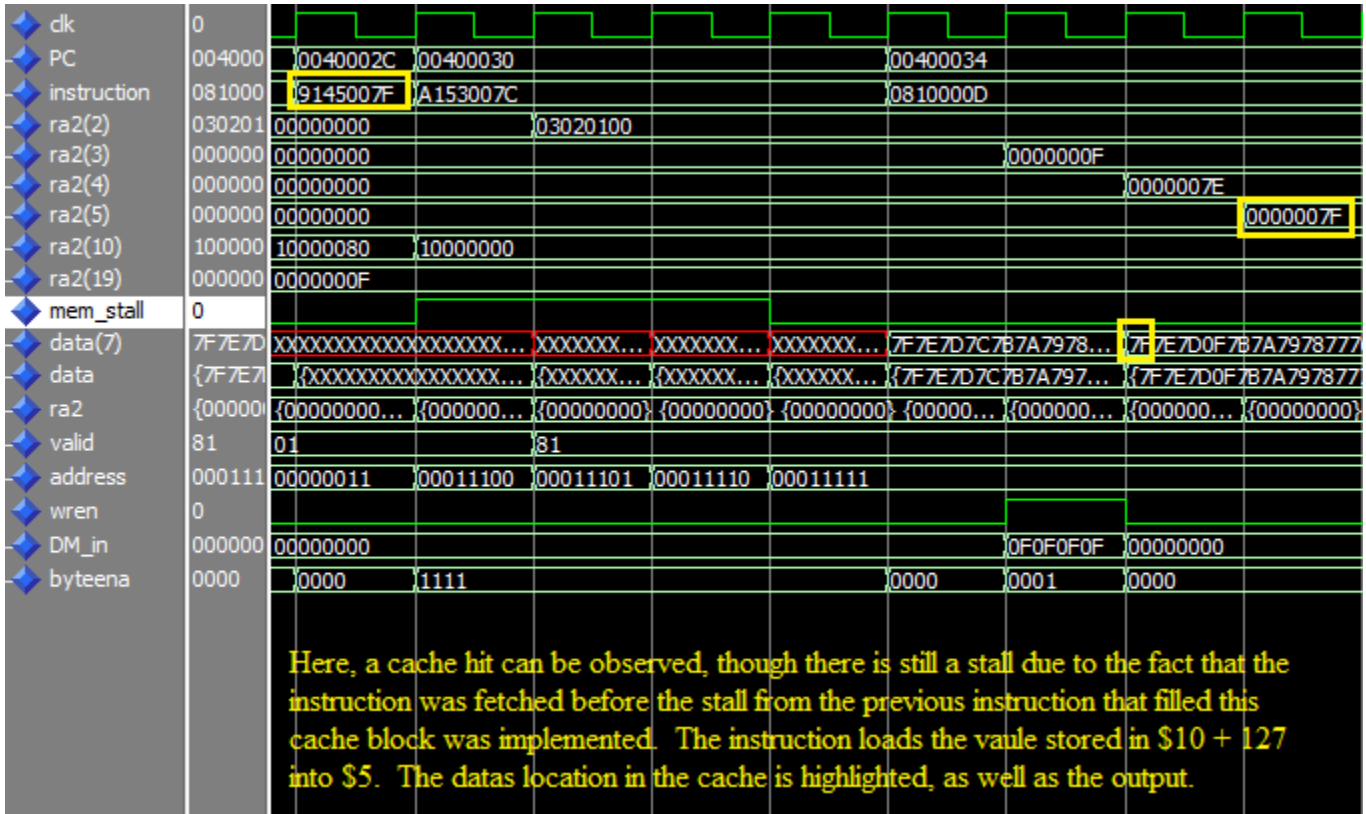 clk 0
PC 004000 0040002C 00400030 00400034
instruction 081000 9145007F A153007C 0810000D
ra2(2) 030201 00000000 03020100
ra2(3) 000000 00000000 0000000F
ra2(4) 000000 00000000 0000007E
ra2(5) 000000 00000000 0000007F
ra2(10) 100000 10000080 10000000
ra2(19) 000000 0000000F
mem_stall 0
data(7) 7F7E7D XXXXXXXXXXXXXXXXXX... XXXXXXX... XXXXXXX... XXXXXXX... 7F7E7D7C7B7A7978... 7F7E7D0F7B7A7978777
data {7F7E7 {XXXXXXXXXXXXXXXX... {XXXXXX... {XXXXXX... {XXXXXX... {7F7E7D7C7B7A797... {7F7E7D0F7B7A797877
ra2 {00000 {00000000... {000000... {00000000} {00000000} {00000000} {00000... {000000... {000000... {00000000}
valid 81 01 81
address 000111 00000011 00011100 00011101 00011110 00011111
wren 0
DM_in 000000 00000000 0F0F0F0F 00000000
byteena 0000 0000 1111 0000 0001 0000
Here, a cache hit can be observed, though there is still a stall due to the fact that the
instruction was fetched before the stall from the previous instruction that filled this
cache block was implemented. The instruction loads the vaule stored in $10 + 127
into $5. The datas location in the cache is highlighted, as well as the output.